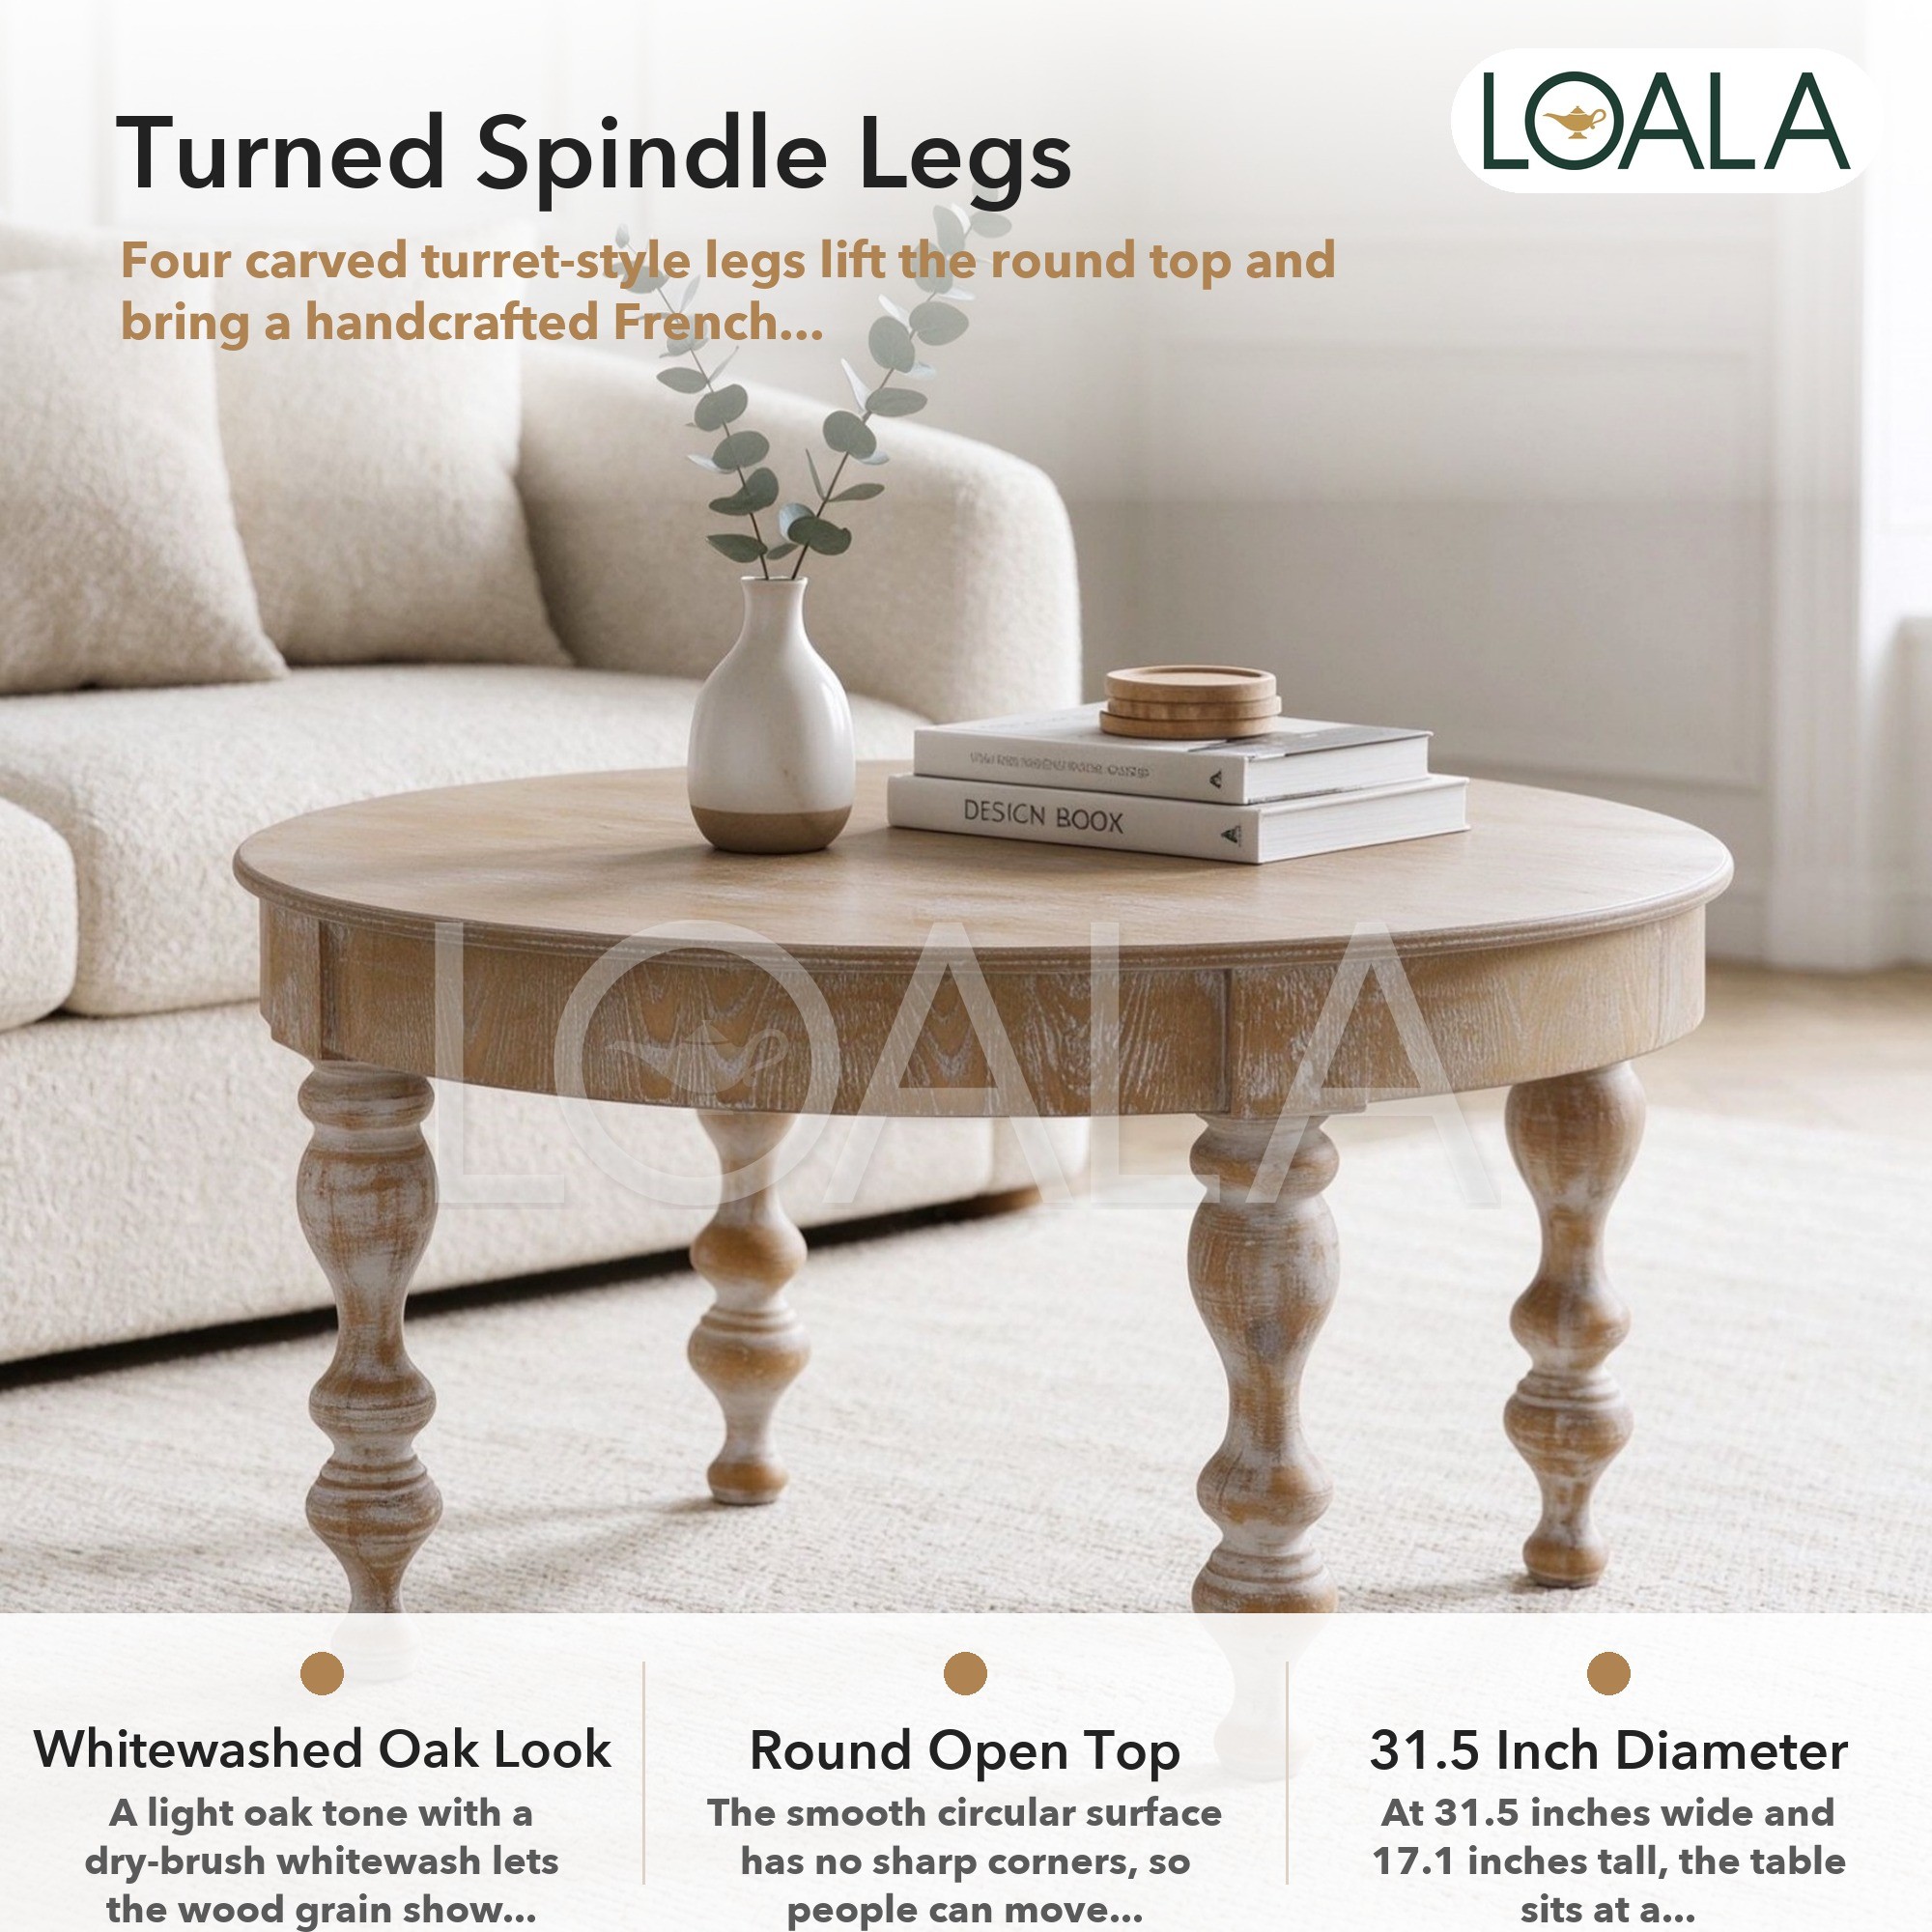 LOALA
Turned Spindle Legs
Four carved turret-style legs lift the round top and
bring a handcrafted French...
DESIGN BOOX
LOALA
Whitewashed Oak Look
A light oak tone with a
dry-brush whitewash lets
the wood grain show...
Round Open Top
The smooth circular surface
has no sharp corners, so
people can move...
31.5 Inch Diameter
At 31.5 inches wide and
17.1 inches tall, the table
sits at a...